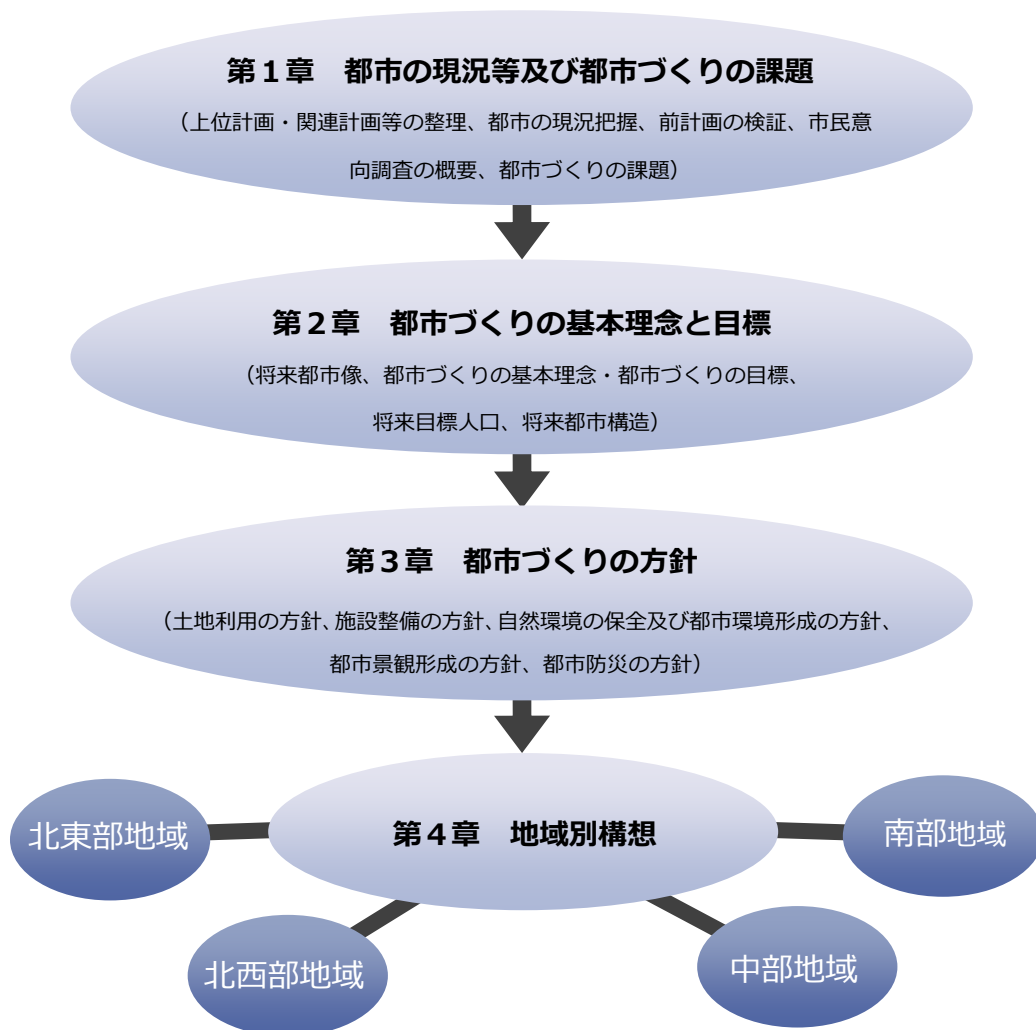 第1章　都市の現況等及び都市づくりの課題
（上位計画・関連計画等の整理、都市の現況把握、前計画の検証、市民意
向調査の概要、都市づくりの課題）
第2章　都市づくりの基本理念と目標
（将来都市像、都市づくりの基本理念・都市づくりの目標、
将来目標人口、将来都市構造）
第3章　都市づくりの方針
（土地利用の方針、施設整備の方針、自然環境の保全及び都市環境形成の方針、
都市景観形成の方針、都市防災の方針）
第4章　地域別構想
北東部地域
南部地域
北西部地域
中部地域